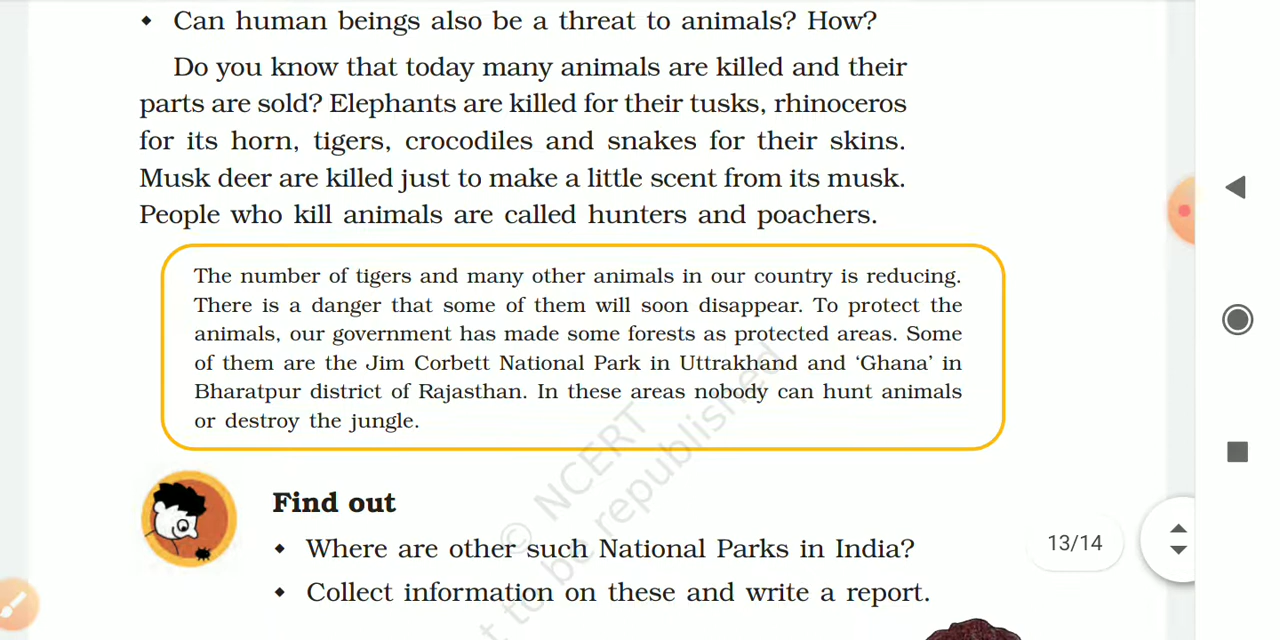 • Can human beings also be a threat to animals? How?
Do you know that today many animals are killed and their
parts are sold? Elephants are killed for their tusks, rhinoceros
for its horn, tigers, crocodiles and snakes for their skins.
Musk deer are killed just to make a little scent from its musk.
People who kill animals are called hunters and poachers.
The number of tigers and many other animals in our country is reducing.
There is a danger that some of them will soon disappear. To protect the
animals, our government has made some forests as protected areas. Some
of them are the Jim Corbett National Park in Uttrakhand and ‘Ghana’ in
Bharatpur district of Rajasthan. In these areas nobody can hunt animals
or destroy the jungle.
Find out
• Where are other such National Parks in India?
• Collect information on these and write a report.
13/14
© NCERT
t to be republished